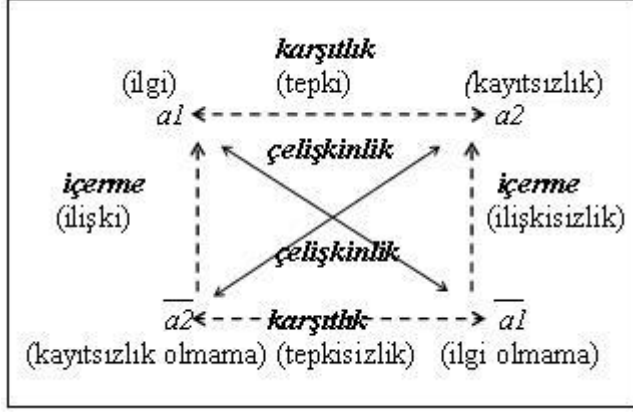 karşıtlık
(ilgi) (tepki) (kayıtsızlık)
a1 a2
çelişkinlik
içerme içerme
(ilişki) (ilişkisizlik)
çelişkinlik
a2 karşıtlık a1
(kayıtsızlık olmama) (tepkisizlik) (ilgi olmama)